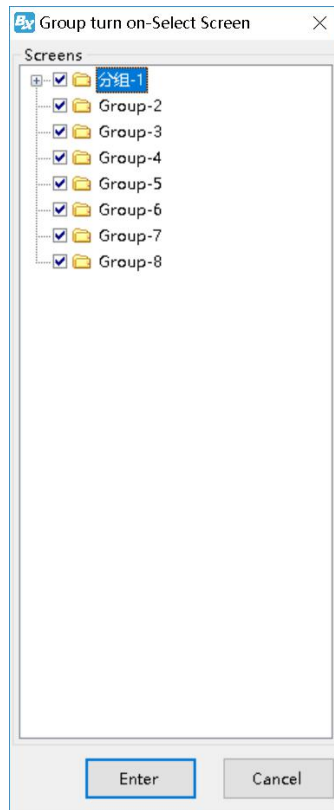 BX Group turn on-Select Screen
Screens
分组-1
Group-2
Group-3
Group-4
Group-5
Group-6
Group-7
Group-8
Enter
Cancel